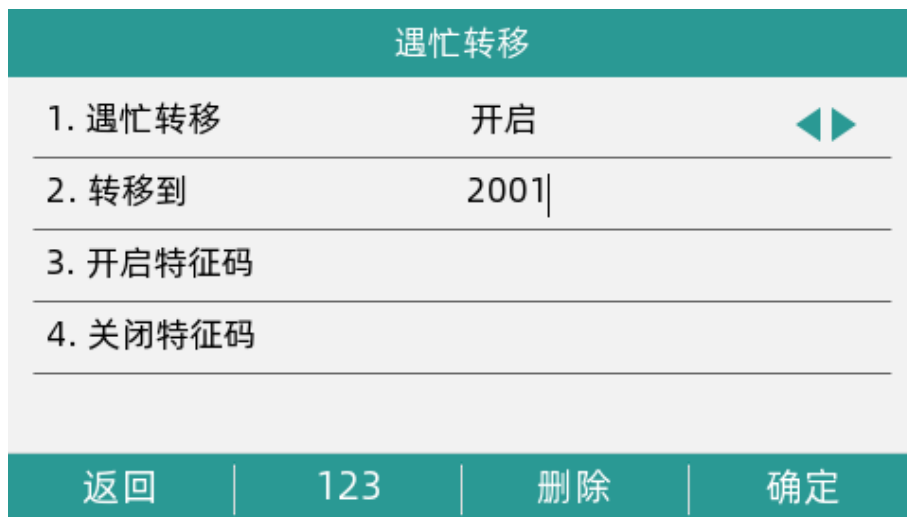 遇忙转移
1. 遇忙转移 开启
2. 转移到 2001
3. 开启特征码
4. 关闭特征码
返回 123 删除 确定